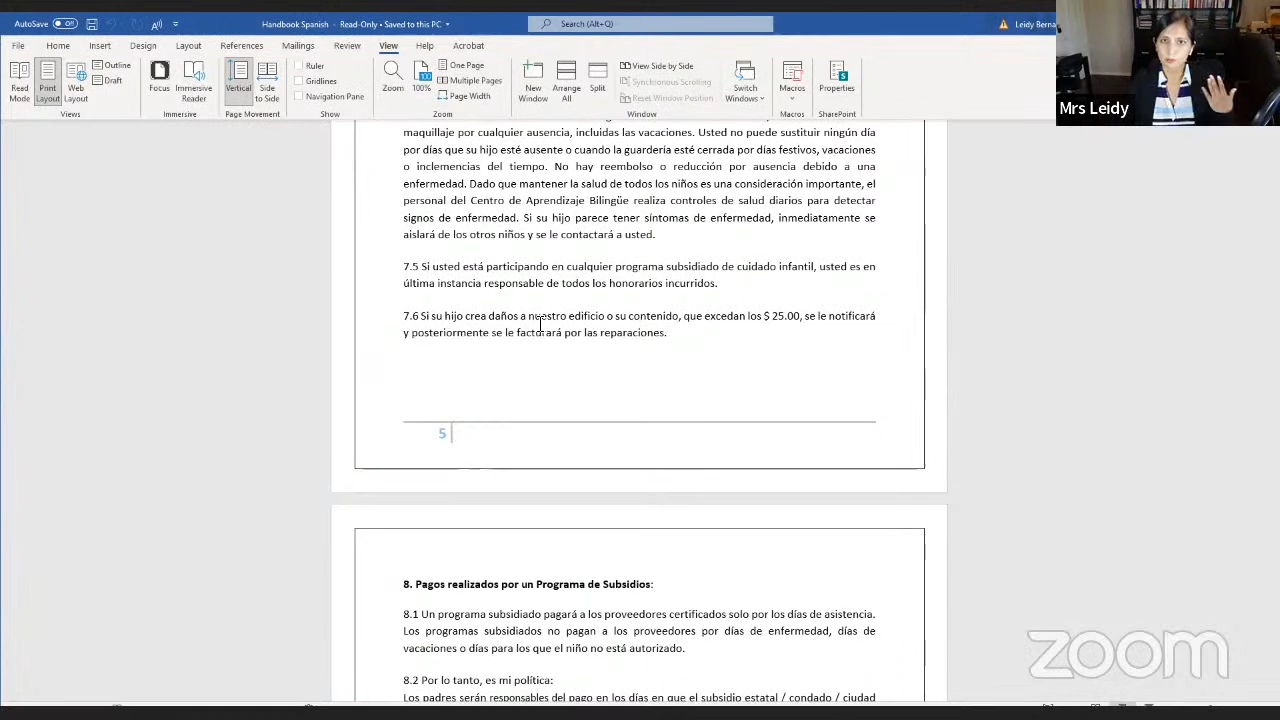 AutoSave Off
Handbook Spanish - Read-Only • Saved to this PC
Search (Alt+Q)
Leidy Berna
File Home Insert Design Layout References Mailings Review View Help Acrobat
Read Mode
Print Layout
Web Layout
Outline
Draft
Views
Focus
Immersive Reader
Immersive
Vertical
Side to Side
Page Movement
Ruler
Gridlines
Navigation Pane
Show
Zoom
100%
One Page
Multiple Pages
Page Width
Zoom
New Window
Arrange All
Split
View Side by Side
Synchronous Scrolling
Reset Window Position
Window
Switch Windows
Macros
Macros
Properties
SharePoint
Mrs Leidy
maquillaje por cualquier ausencia, incluidas las vacaciones. Usted no puede sustituir ningún día
por días que su hijo esté ausente o cuando la guardería esté cerrada por días festivos, vacaciones
o inclemencias del tiempo. No hay reembolso o reducción por ausencia debido a una
enfermedad. Dado que mantener la salud de todos los niños es una consideración importante, el
personal del Centro de Aprendizaje Bilingüe realiza controles de salud diarios para detectar
signos de enfermedad. Si su hijo parece tener síntomas de enfermedad, inmediatamente se
aislará de los otros niños y se le contactará a usted.
7.5 Si usted está participando en cualquier programa subsidiado de cuidado infantil, usted es en
última instancia responsable de todos los honorarios incurridos.
7.6 Si su hijo crea daños a nuestro edificio o su contenido, que excedan los $ 25.00, se le notificará
y posteriormente se le facturará por las reparaciones.
5
8. Pagos realizados por un Programa de Subsidios:
8.1 Un programa subsidiado pagará a los proveedores certificados solo por los días de asistencia.
Los programas subsidiados no pagan a los proveedores por días de enfermedad, días de
vacaciones o días para los que el niño no está autorizado.
8.2 Por lo tanto, es mi política:
Los padres serán responsables del pago en los días en que el subsidio estatal / condado / ciudad
zoom